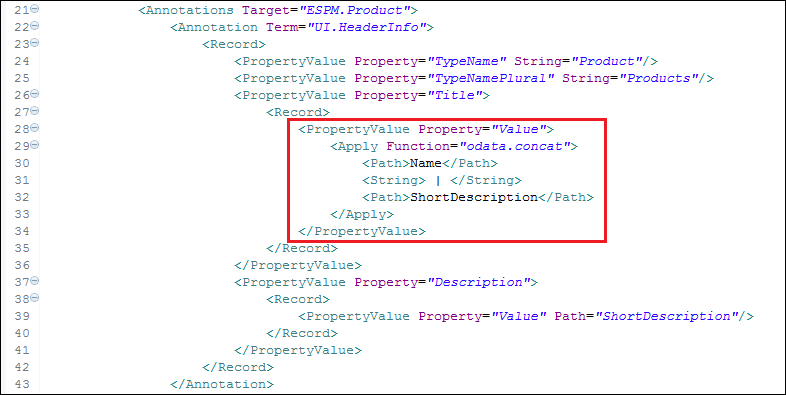 21 <Annotations Target="ESPM.Product">
22 <Annotation Term="UI.HeaderInfo">
23 <Record>
24 <PropertyValue Property="TypeName" String="Product"/>
25 <PropertyValue Property="TypeNamePlural" String="Products"/>
26 <PropertyValue Property="Title">
27 <Record>
28 <PropertyValue Property="Value">
29 <Apply Function="odata.concat">
30 <Path>Name</Path>
31 <String> | </String>
32 <Path>ShortDescription</Path>
33 </Apply>
34 </PropertyValue>
35 </Record>
36 </PropertyValue>
37 <PropertyValue Property="Description">
38 <Record>
39 <PropertyValue Property="Value" Path="ShortDescription"/>
40 </Record>
41 </PropertyValue>
42 </Record>
43 </Annotation>